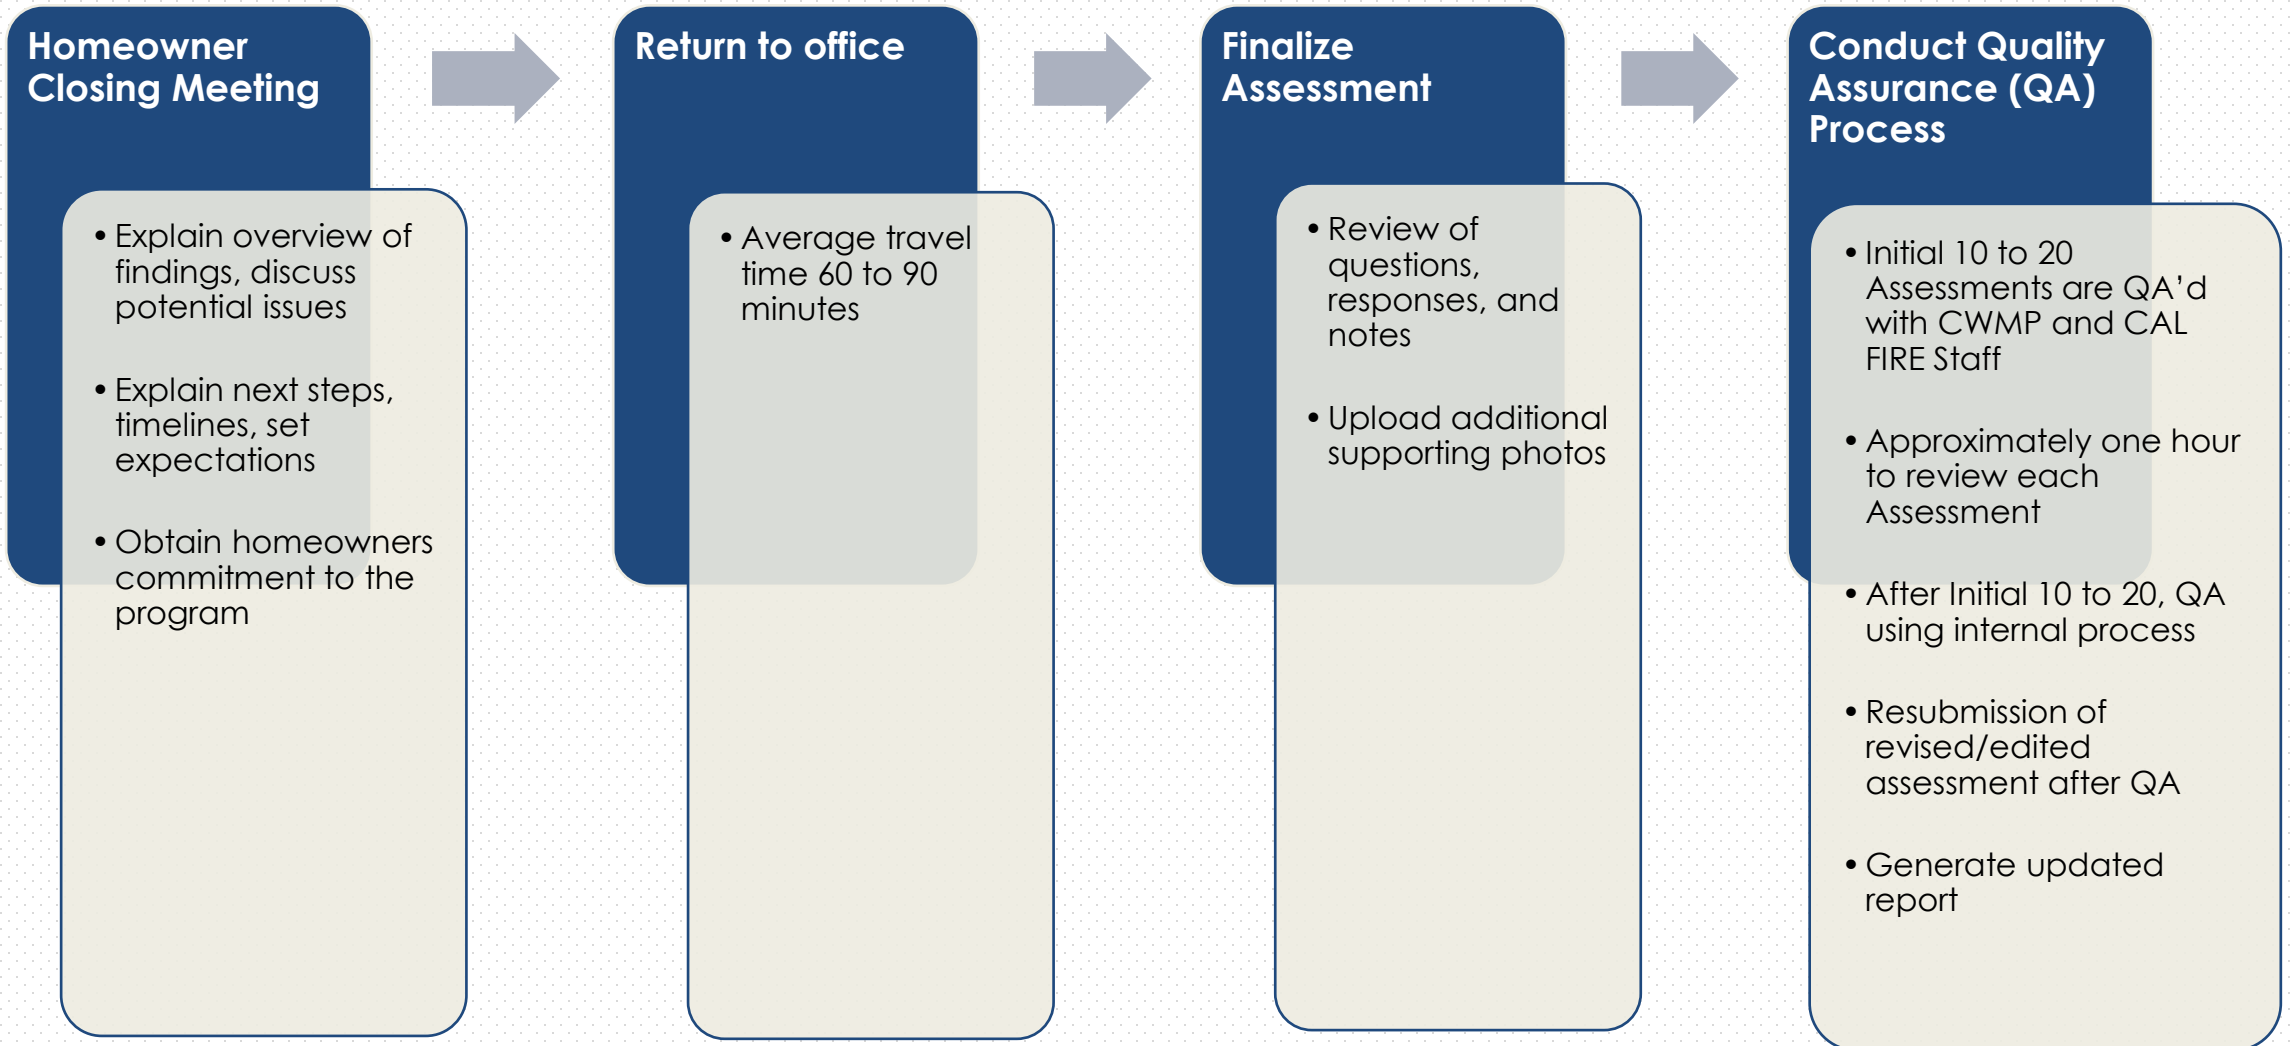 Homeowner
Closing Meeting
• Explain overview of
findings, discuss
potential issues
• Explain next steps,
timelines, set
expectations
• Obtain homeowners
commitment to the
program
Return to office
• Average travel
time 60 to 90
minutes
Finalize
Assessment
• Review of
questions,
responses, and
notes
• Upload additional
supporting photos
Conduct Quality
Assurance (QA)
Process
• Initial 10 to 20
Assessments are QA’d
with CWMP and CAL
FIRE Staff
• Approximately one hour
to review each
Assessment
• After Initial 10 to 20, QA
using internal process
• Resubmission of
revised/edited
assessment after QA
• Generate updated
report